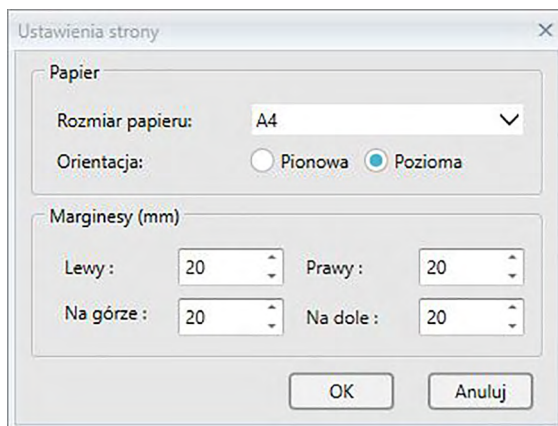 Ustawienia strony
Papier
Rozmiar papieru: A4
Orientacja: Pionowa Pozioma
Marginesy (mm)
Lewy : 20 Prawy : 20
Na górze : 20 Na dole : 20
OK Anuluj